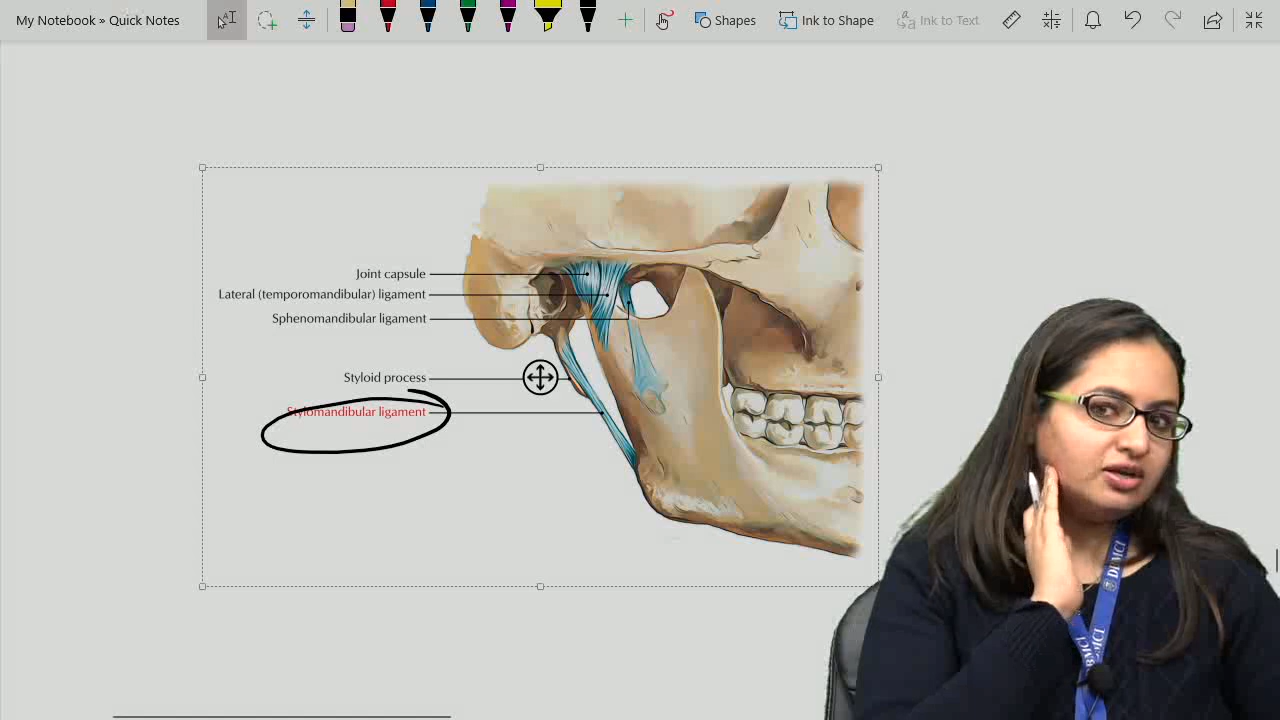 My Notebook » Quick Notes
Shapes
Ink to Shape
Ink to Text
Joint capsule
Lateral (temporomandibular) ligament
Sphenomandibular ligament
Styloid process
Stylomandibular ligament